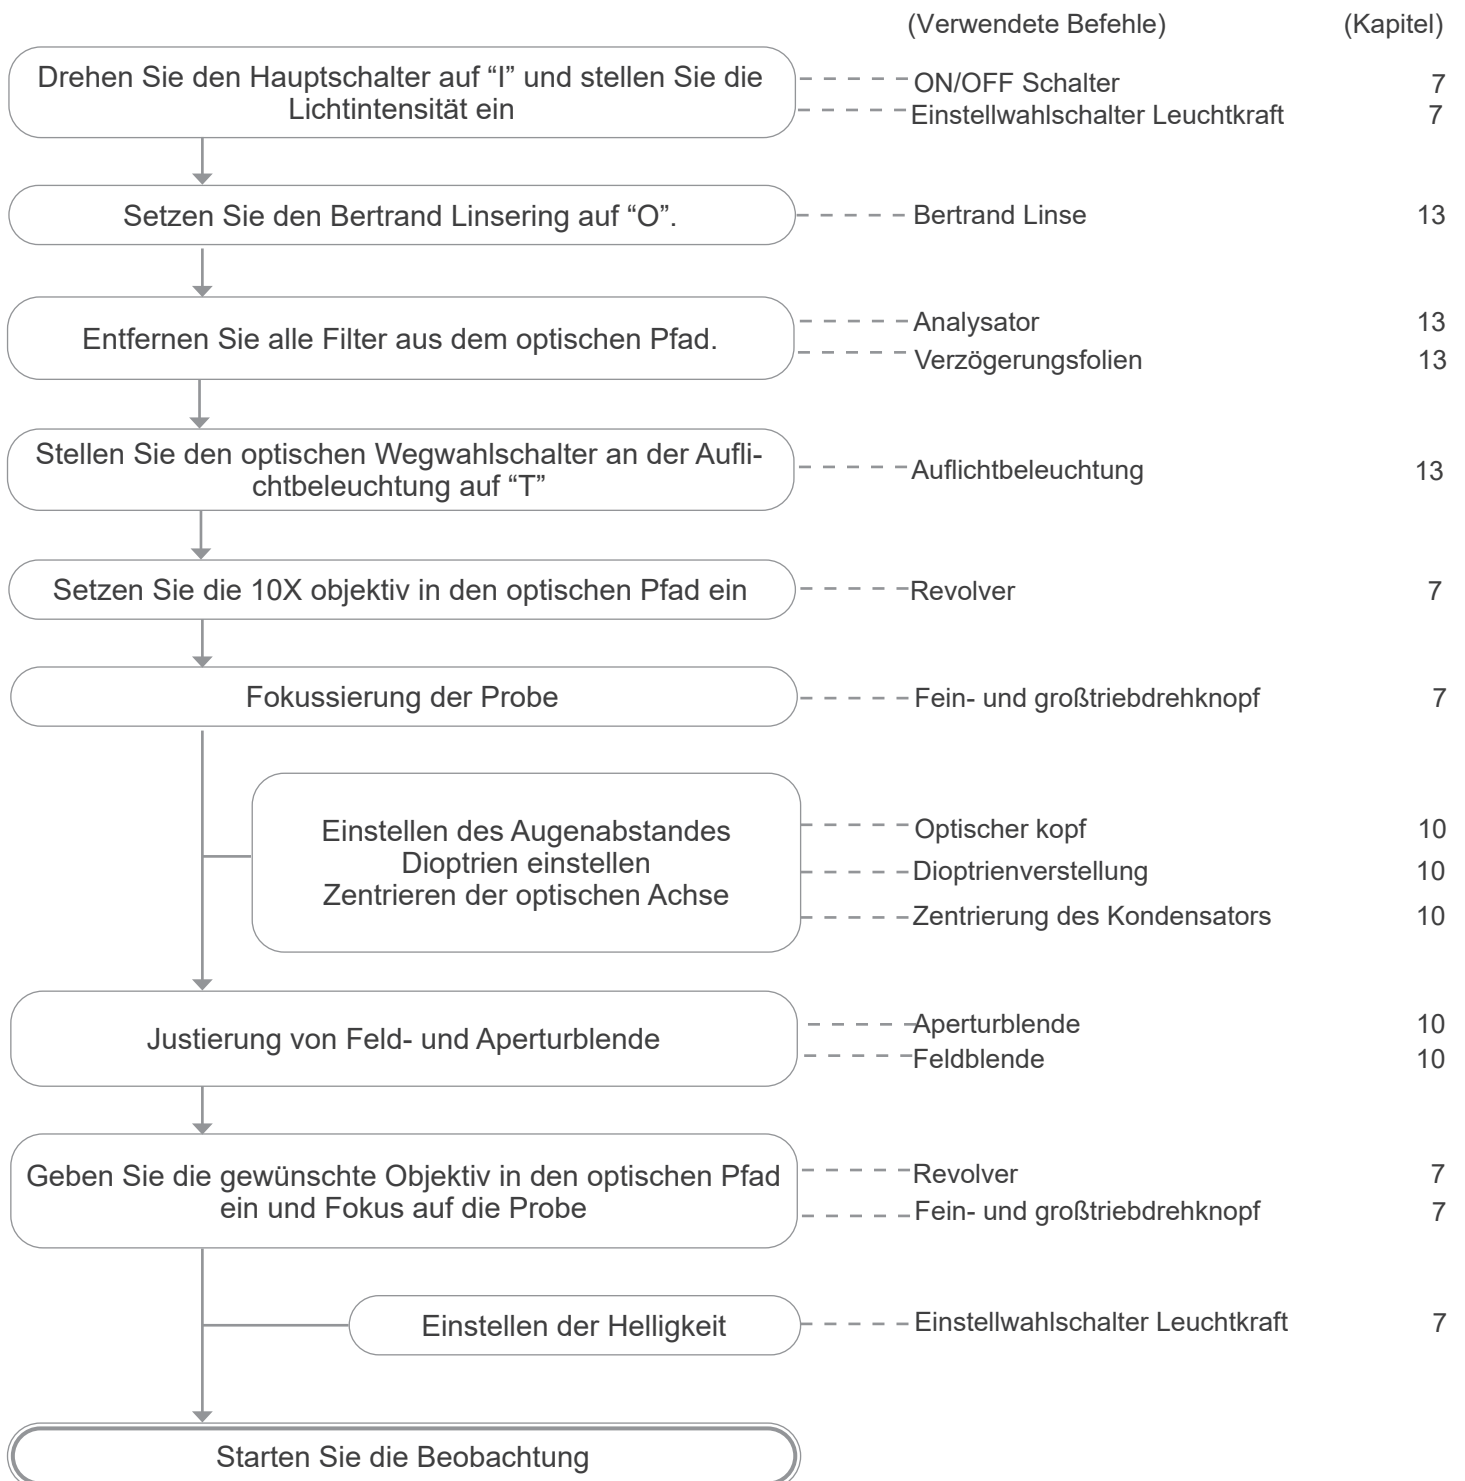 (Verwendete Befehle) (Kapitel)
Drehen Sie den Hauptschalter auf “I” und stellen Sie die
Lichtintensität ein
ON/OFF Schalter 7
Einstellwahlschalter Leuchtkraft 7
Setzen Sie den Bertrand Linsering auf “O”.
Bertrand Linse 13
Entfernen Sie alle Filter aus dem optischen Pfad.
Analysator 13
Verzögerungsfolien 13
Stellen Sie den optischen Wegwahlschalter an der Aufli-
chtbeleuchtung auf “T”
Auflichtbeleuchtung 13
Setzen Sie die 10X objektiv in den optischen Pfad ein
Revolver 7
Fokussierung der Probe
Fein- und großtriebdrehknopf 7
Einstellen des Augenabstandes
Dioptrien einstellen
Zentrieren der optischen Achse
Optischer kopf 10
Dioptrienverstellung 10
Zentrierung des Kondensators 10
Justierung von Feld- und Aperturblende
Aperturblende 10
Feldblende 10
Geben Sie die gewünschte Objektiv in den optischen Pfad
ein und Fokus auf die Probe
Revolver 7
Fein- und großtriebdrehknopf 7
Einstellen der Helligkeit
Einstellwahlschalter Leuchtkraft 7
Starten Sie die Beobachtung